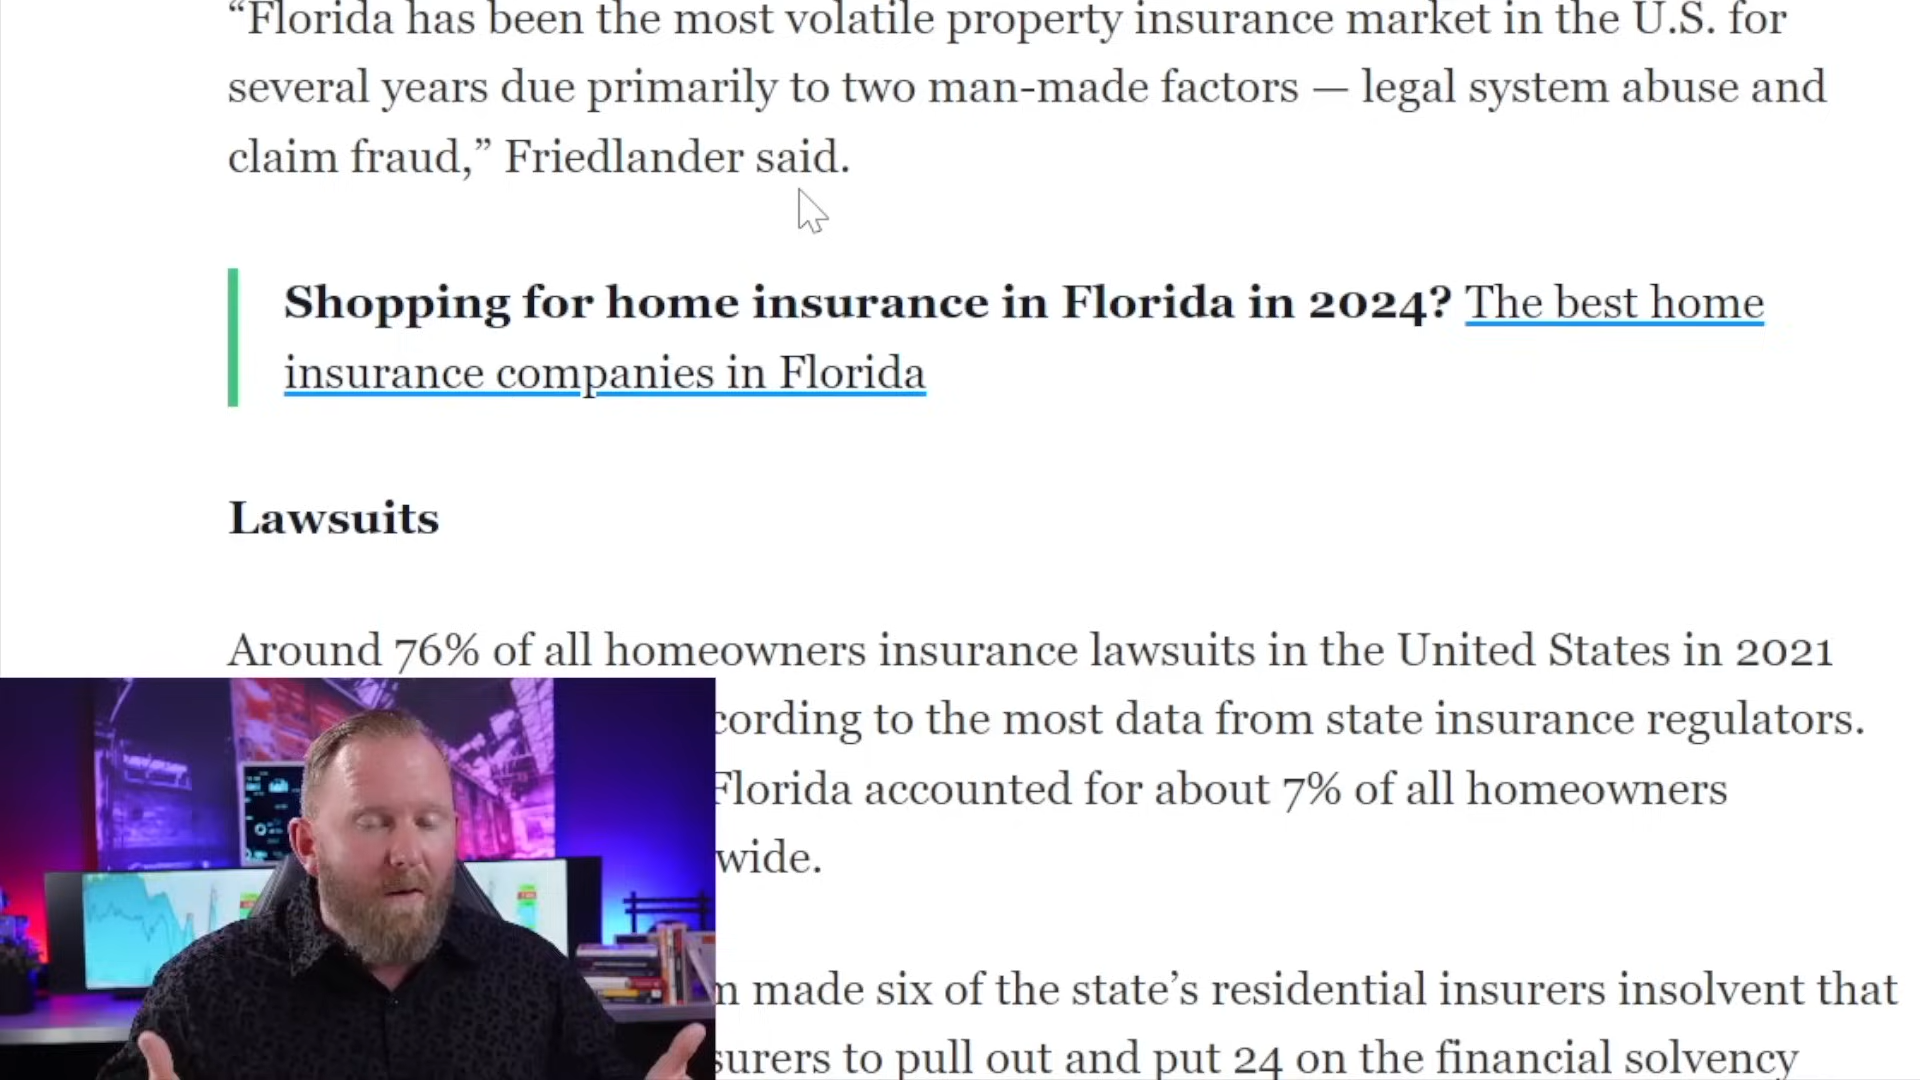 “Florida has been the most volatile property insurance market in the U.S. for
several years due primarily to two man-made factors — legal system abuse and
claim fraud,” Friedlander said.
Shopping for home insurance in Florida in 2024? The best home
insurance companies in Florida
Lawsuits
Around 76% of all homeowners insurance lawsuits in the United States in 2021
to the most data from state insurance regulators.
Florida accounted for about 7% of all homeowners
made six of the state’s residential insurers insolvent that
to pull out and put 24 on the financial solvency